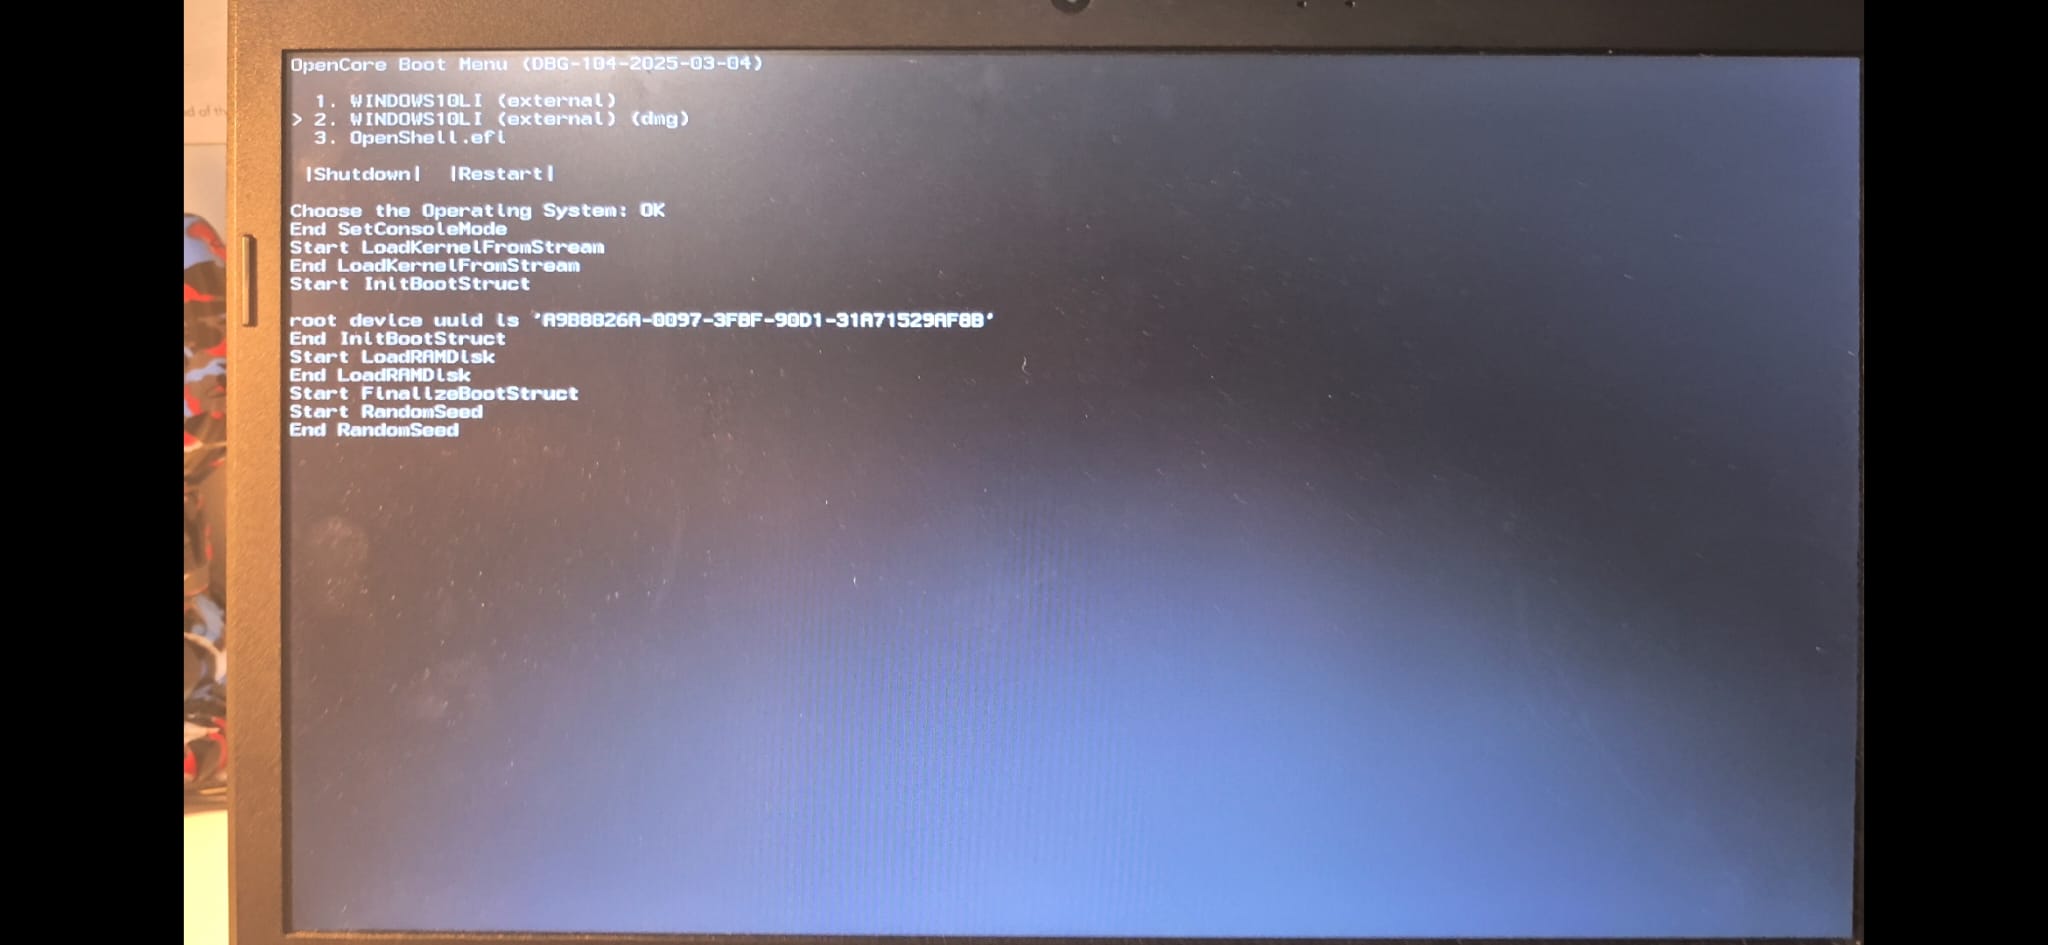 OpenCore Boot Menu (DBG-104-2025-03-04)
1. WINDOWS10LI (external)
> 2. WINDOWS10LI (external) (dmg)
3. OpenShell.efi
|Shutdown| |Restart|
Choose the Operating System: OK
End SetConsoleMode
Start LoadKernelFromStream
End LoadKernelFromStream
Start InitBootStruct
root device uuid is 'A9B8826A-0097-3FBF-90D1-31A71529AF8B'
End InitBootStruct
Start LoadRAMDisk
End LoadRAMDisk
Start FinalizeBootStruct
Start RandomSeed
End RandomSeed